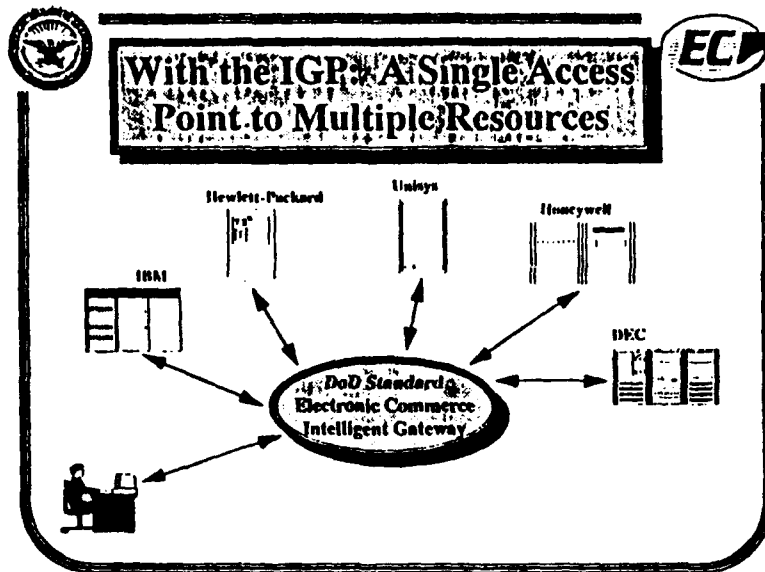 EC
With the IGP: A Single Access
Point to Multiple Resources
Hewlett-Packard
Unisys
Honeywell
IBM
DEC
DoD Standard
Electronic Commerce
Intelligent Gateway